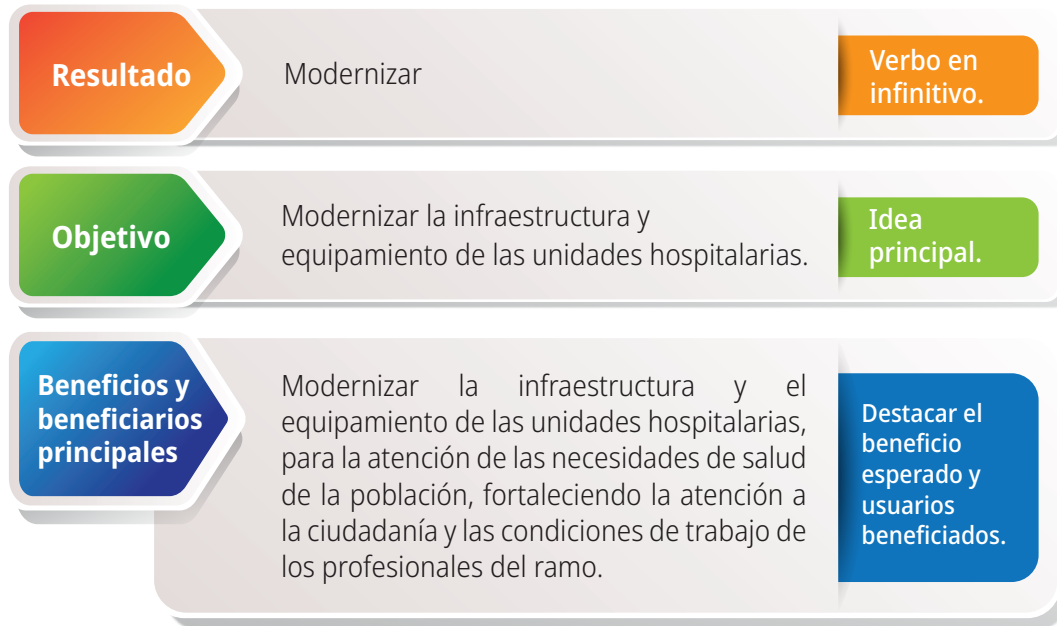 Resultado
Modernizar
Verbo en
infinitivo.
Objetivo
Modernizar la infraestructura y
equipamiento de las unidades hospitalarias.
Idea
principal.
Beneficios y
beneficiarios
principales
Modernizar la infraestructura y el
equipamiento de las unidades hospitalarias,
para la atención de las necesidades de salud
de la población, fortaleciendo la atención a
la ciudadanía y las condiciones de trabajo de
los profesionales del ramo.
Destacar el
beneficio
esperado y
usuarios
beneficiados.